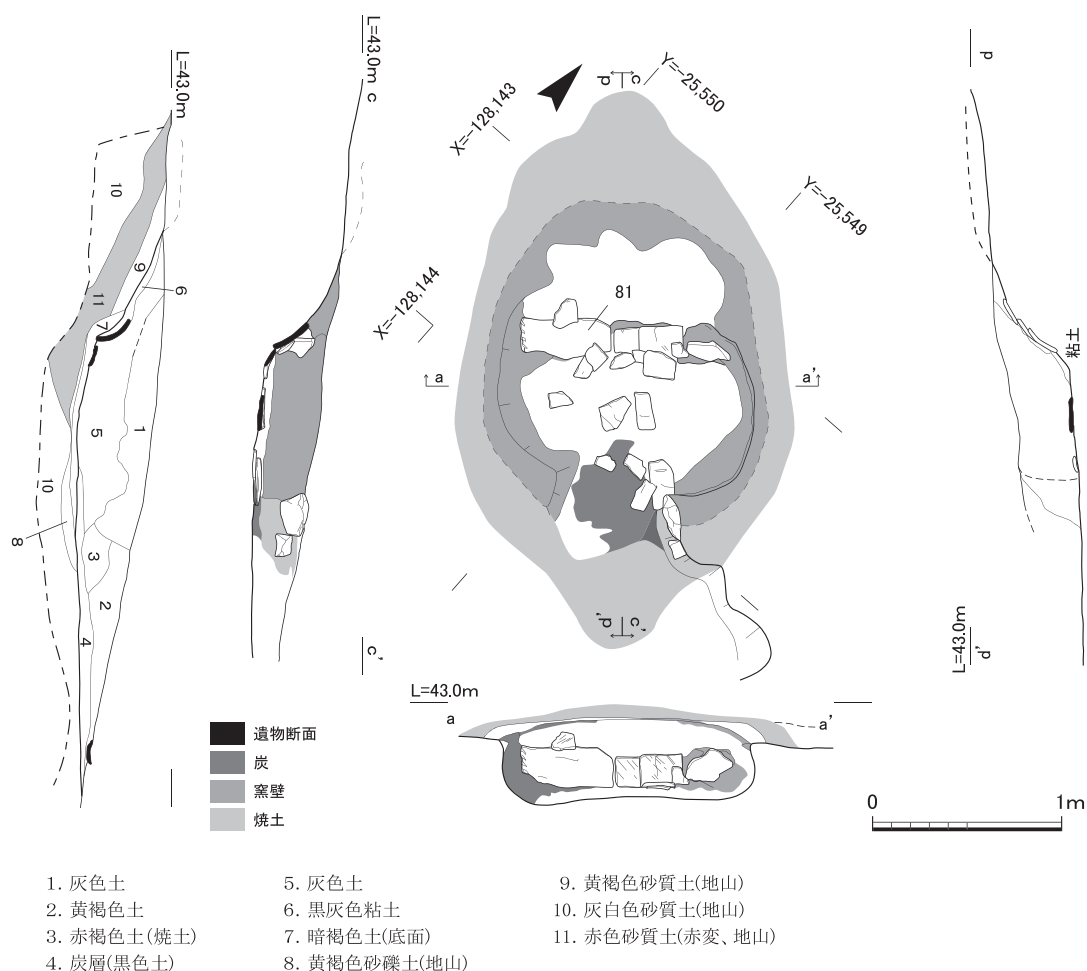 L=43.0m
L=43.0m
c
X=-128,143
d c
Y=-25,550
Y=-25,549
X=-128,144
81
a
a'
d
粘土
10
9
6
11
7
5
1
10
8
3
2
4
c'
d' c'
L=43.0m
d'
L=43.0m
a
a'
遺物断面
炭
窯壁
焼土
0 1m
1. 灰色土
2. 黄褐色土
3. 赤褐色土(焼土)
4. 炭層(黒色土)
5. 灰色土
6. 黒灰色粘土
7. 暗褐色土(底面)
8. 黄褐色砂礫土(地山)
9. 黄褐色砂質土(地山)
10. 灰白色砂質土(地山)
11. 赤色砂質土(赤変、地山)